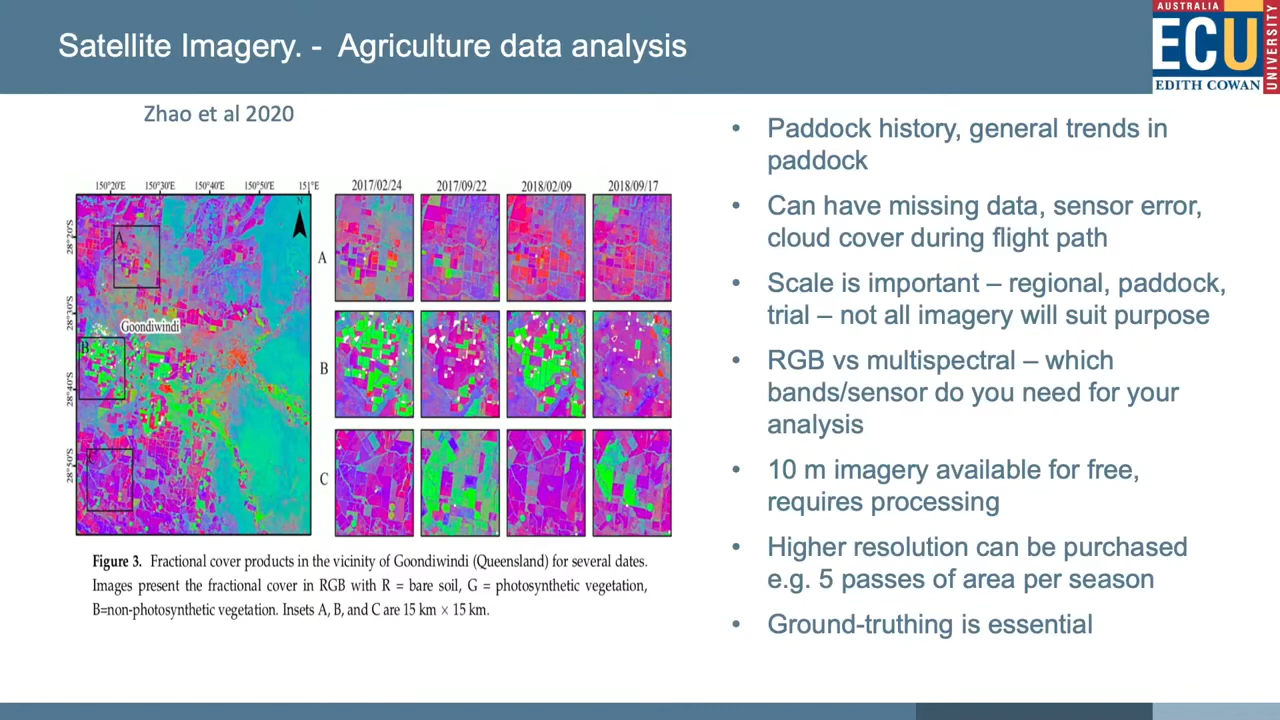 Satellite Imagery. - Agriculture data analysis
AUSTRALIA
ECU
EDITH COWAN
UNIVERSITY
Zhao et al 2020
150°20'E 150°30'E 150°40'E 150°50'E 151°E
28°20'S
28°30'S
28°40'S
28°50'S
N
A
Goondiwindi
B
2017/02/24 2017/09/22 2018/02/09 2018/09/17
A
B
C
Figure 3. Fractional cover products in the vicinity of Goondiwindi (Queensland) for several dates.
Images present the fractional cover in RGB with R = bare soil, G = photosynthetic vegetation,
B=non-photosynthetic vegetation. Insets A, B, and C are 15 km × 15 km.
• Paddock history, general trends in
paddock
• Can have missing data, sensor error,
cloud cover during flight path
• Scale is important – regional, paddock,
trial – not all imagery will suit purpose
• RGB vs multispectral – which
bands/sensor do you need for your
analysis
• 10 m imagery available for free,
requires processing
• Higher resolution can be purchased
e.g. 5 passes of area per season
• Ground-truthing is essential